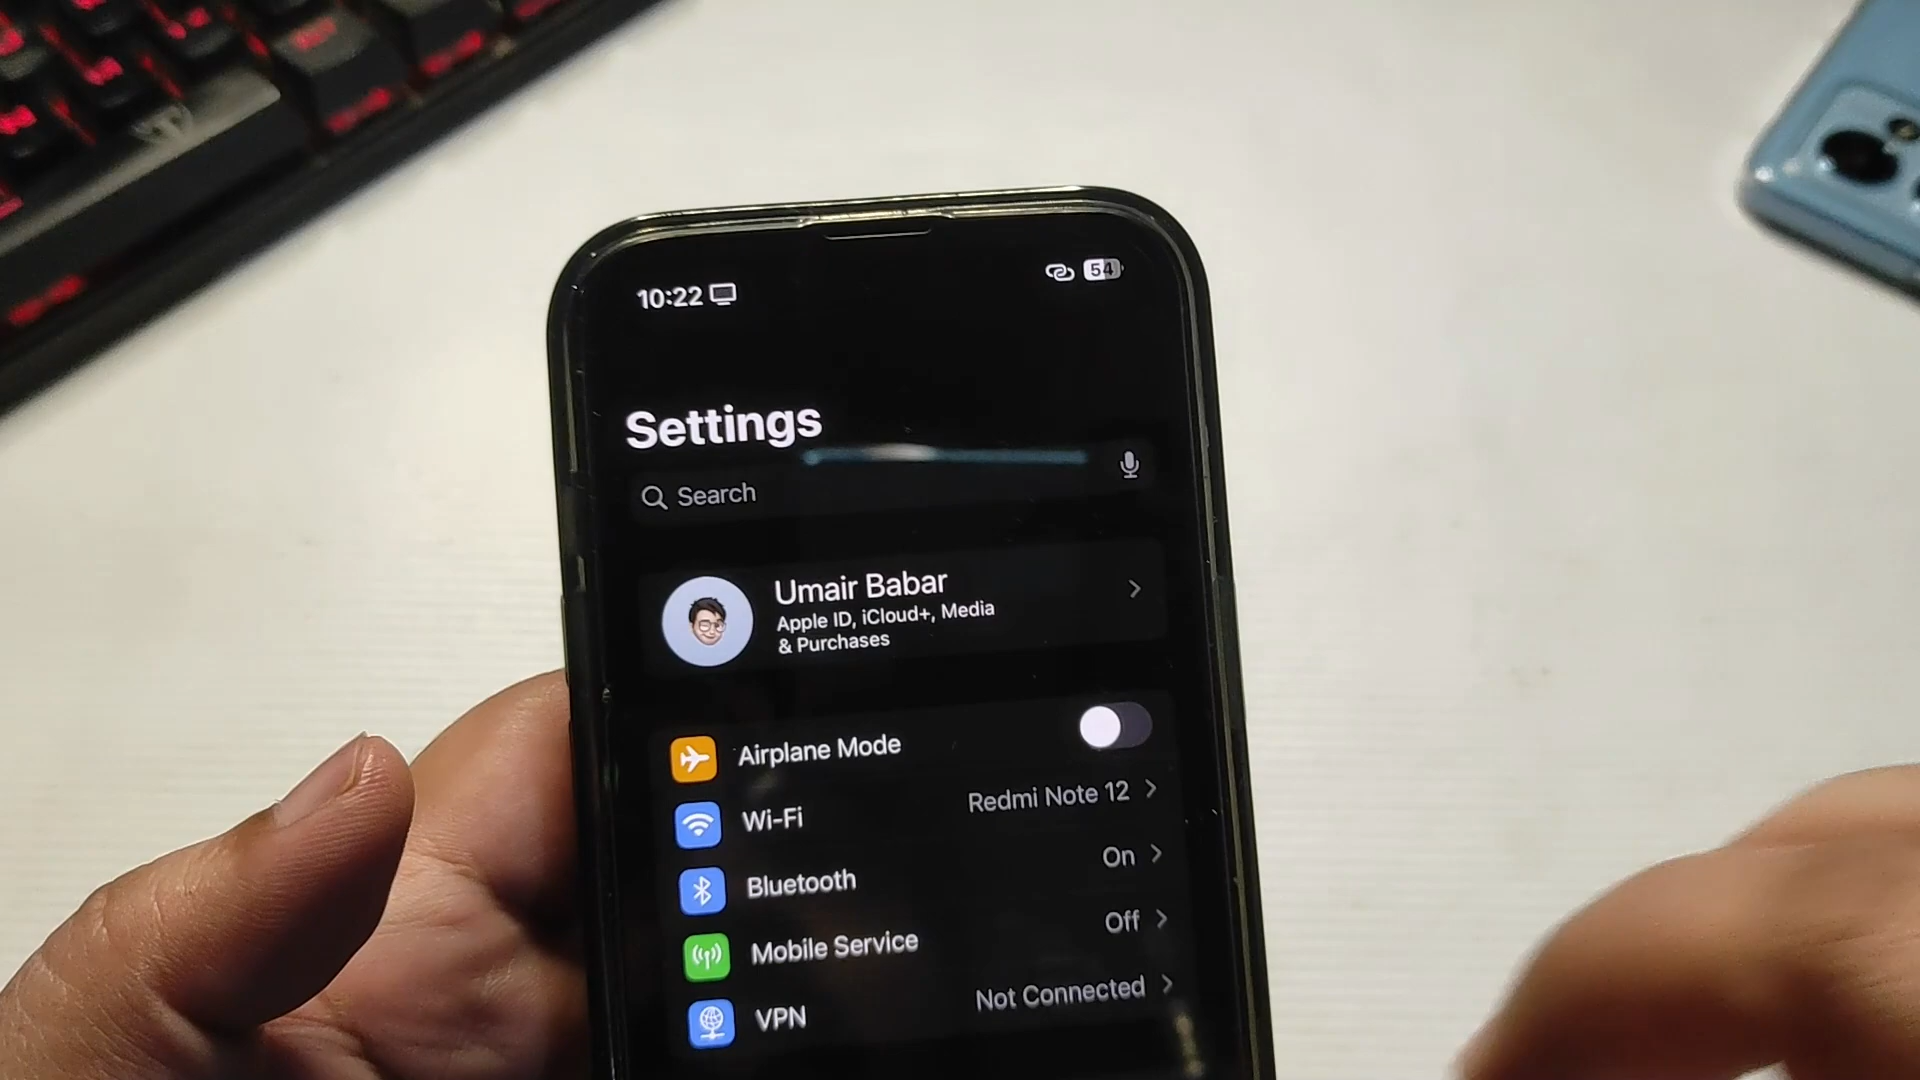 10:22
54
Settings
Search
Umair Babar
Apple ID, iCloud+, Media
& Purchases
Airplane Mode
Wi-Fi Redmi Note 12
Bluetooth On
Mobile Service Off
VPN Not Connected